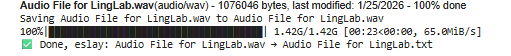 Audio File for LingLab.wav(audio/wav) - 1076046 bytes, last modified: 1/25/2026 - 100% done
Saving Audio File for LingLab.wav to Audio File for LingLab.wav
100%|████████████████████████████████| 1.42G/1.42G [00:23<00:00, 65.0MiB/s]
✅ Done, eslay: Audio File for LingLab.wav → Audio File for LingLab.txt